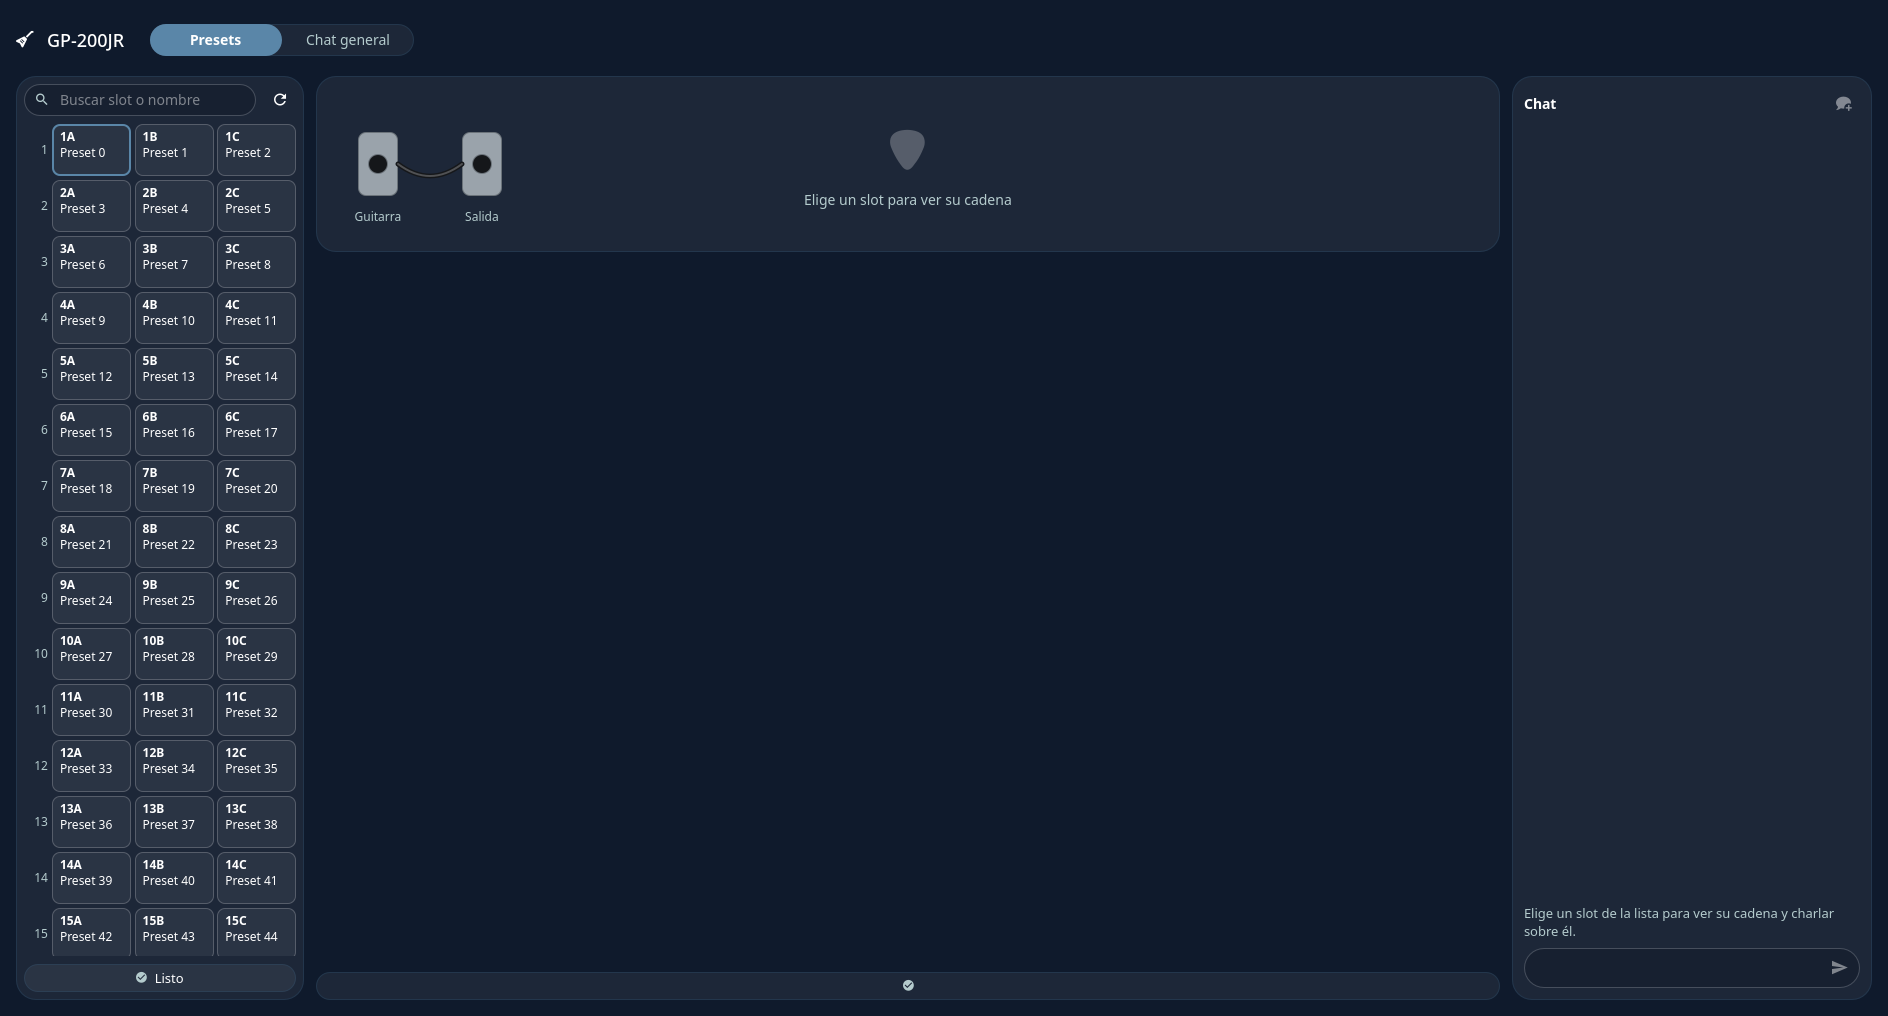 GP-200JR
Presets
Chat general
Buscar slot o nombre
1
1A
Preset 0
1B
Preset 1
1C
Preset 2
2
2A
Preset 3
2B
Preset 4
2C
Preset 5
3
3A
Preset 6
3B
Preset 7
3C
Preset 8
4
4A
Preset 9
4B
Preset 10
4C
Preset 11
5
5A
Preset 12
5B
Preset 13
5C
Preset 14
6
6A
Preset 15
6B
Preset 16
6C
Preset 17
7
7A
Preset 18
7B
Preset 19
7C
Preset 20
8
8A
Preset 21
8B
Preset 22
8C
Preset 23
9
9A
Preset 24
9B
Preset 25
9C
Preset 26
10
10A
Preset 27
10B
Preset 28
10C
Preset 29
11
11A
Preset 30
11B
Preset 31
11C
Preset 32
12
12A
Preset 33
12B
Preset 34
12C
Preset 35
13
13A
Preset 36
13B
Preset 37
13C
Preset 38
14
14A
Preset 39
14B
Preset 40
14C
Preset 41
15
15A
Preset 42
15B
Preset 43
15C
Preset 44
Listo
Guitarra
Salida
Elige un slot para ver su cadena
Chat
Elige un slot de la lista para ver su cadena y charlar
sobre él.